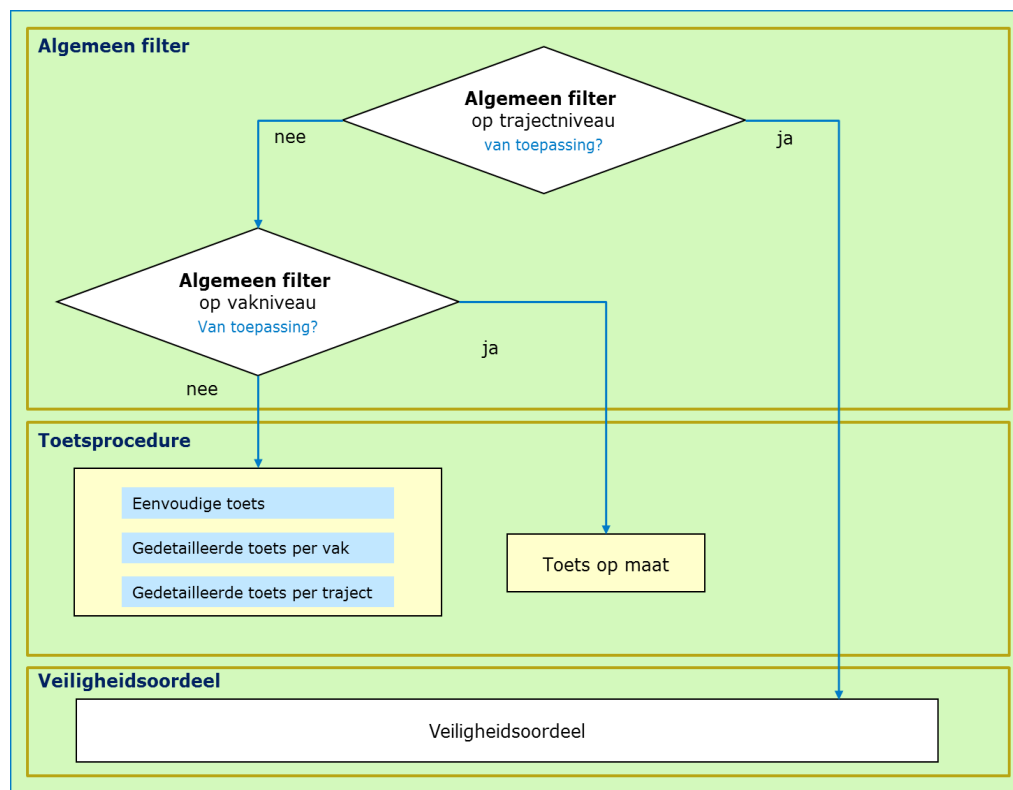 Algemeen filter
Algemeen filter
op trajectniveau
van toepassing?
nee
ja
Algemeen filter
op vakniveau
Van toepassing?
ja
nee
Toetsprocedure
Eenvoudige toets
Gedetailleerde toets per vak
Gedetailleerde toets per traject
Toets op maat
Veiligheidsoordeel
Veiligheidsoordeel